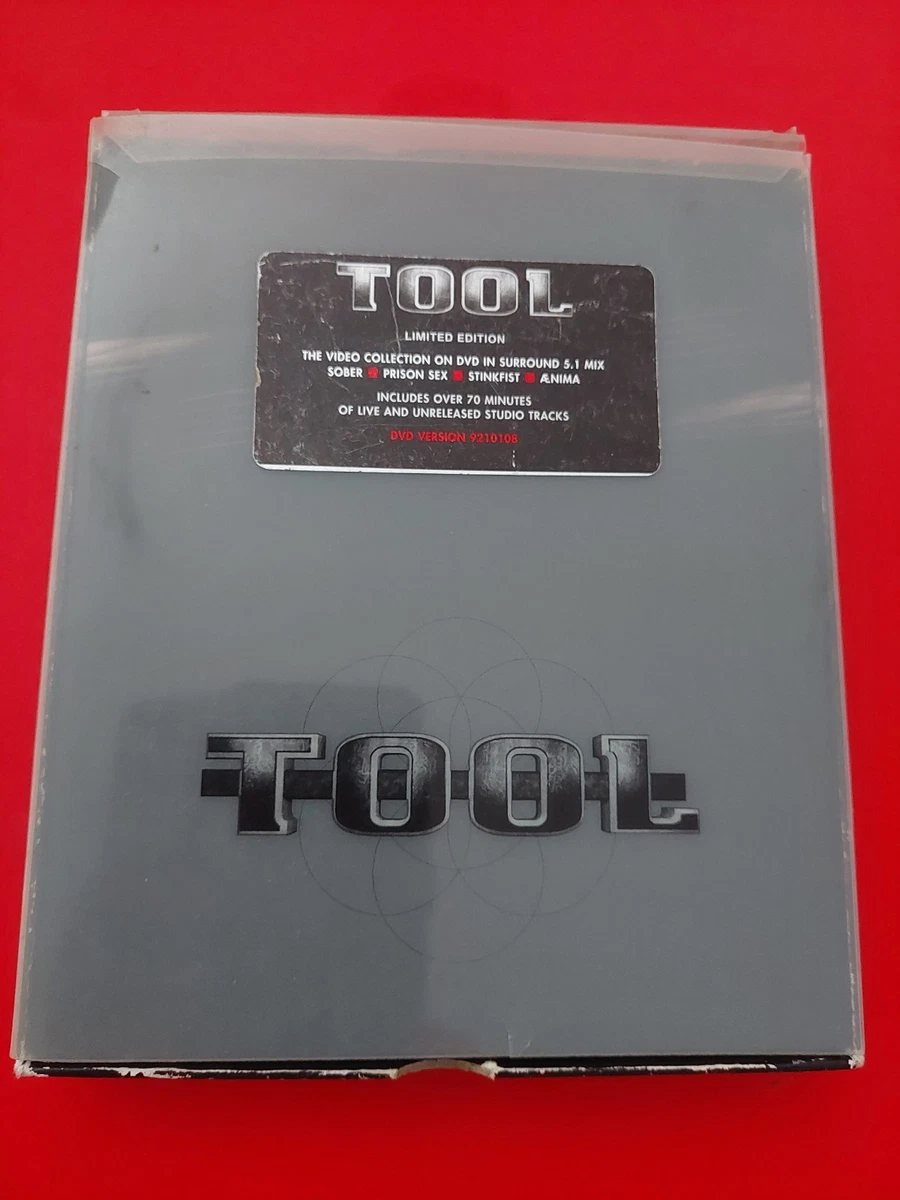 TOOL
LIMITED EDITION
THE VIDEO COLLECTION ON DVD IN SURROUND 5.1 MIX
SOBER PRISON SEX STINKFIST ÆNIMA
INCLUDES OVER 70 MINUTES
OF LIVE AND UNRELEASED STUDIO TRACKS
DVD VERSION 9210108
TOOL